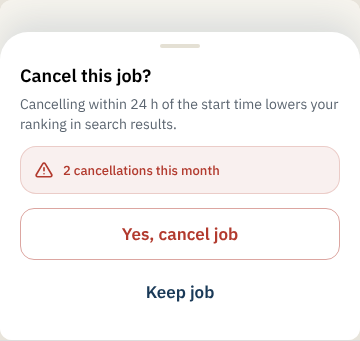 Cancel this job?
Cancelling within 24 h of the start time lowers your
ranking in search results.
2 cancellations this month
Yes, cancel job
Keep job